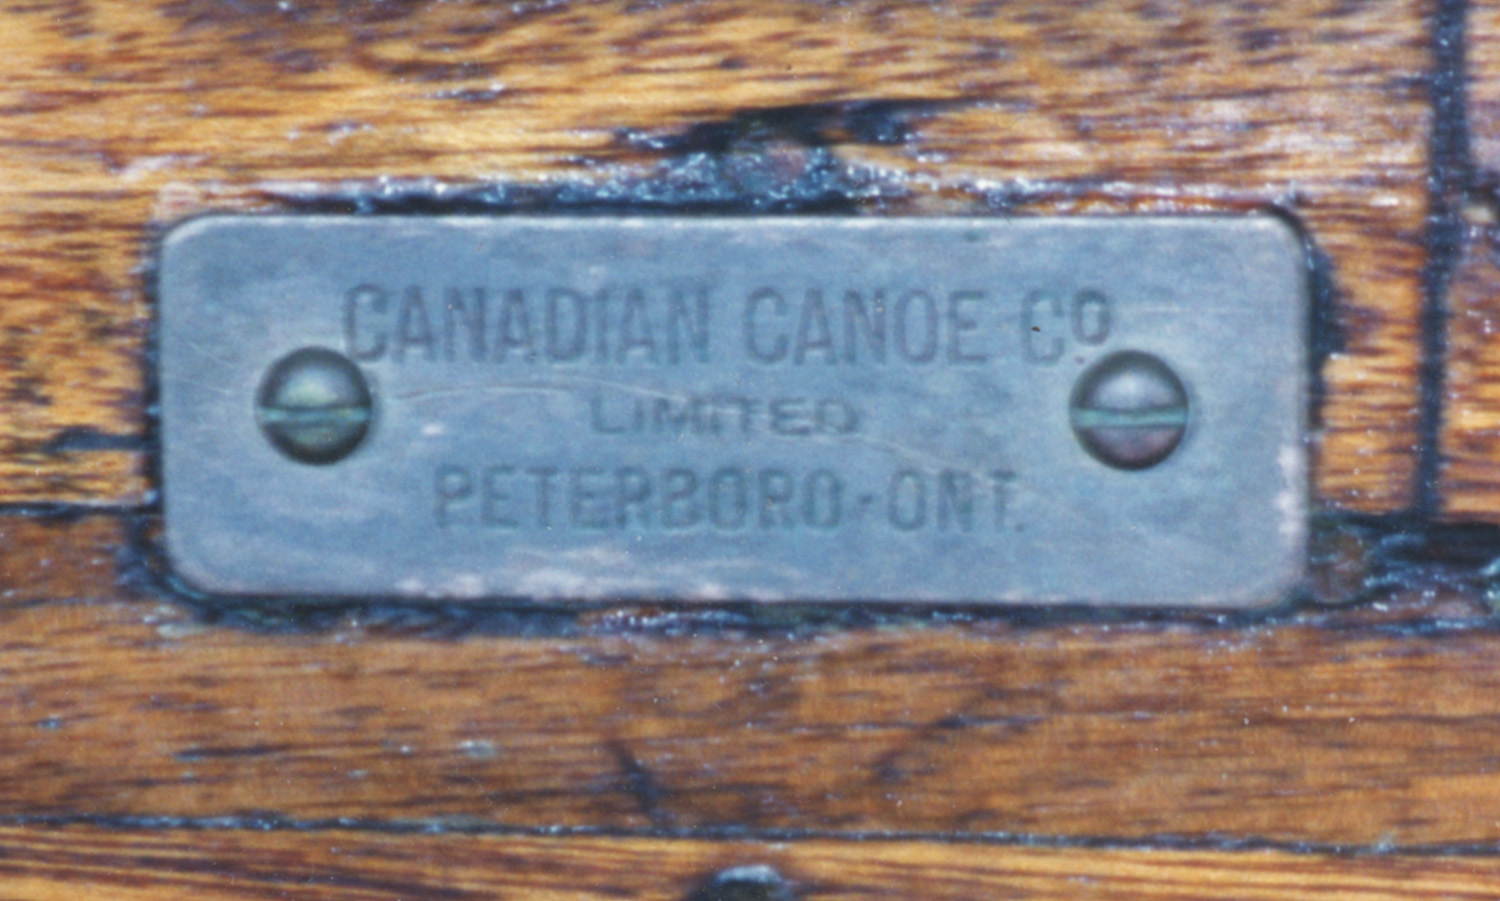 CANADIAN CANOE Cº
LIMITED
PETERBORO-ONT.